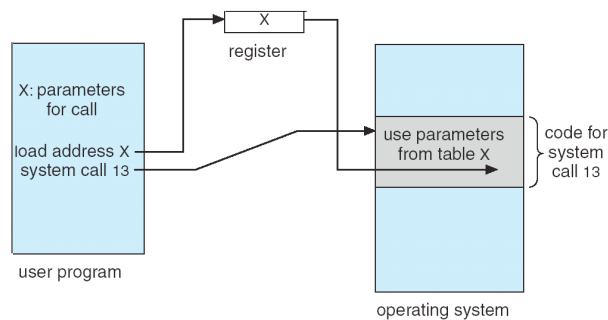 X
register
X: parameters
for call
load address X
system call 13
use parameters
from table X
code for
system
call 13
user program
operating system